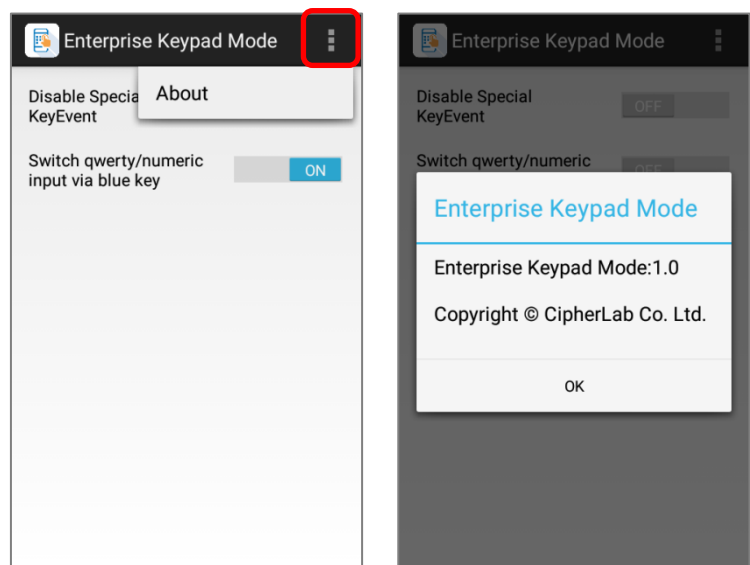 Enterprise Keypad Mode
About
Disable Specia
KeyEvent
Switch qwerty/numeric
input via blue key
ON
Enterprise Keypad Mode
Disable Special
KeyEvent
OFF
Switch qwerty/numeric
OFF
Enterprise Keypad Mode
Enterprise Keypad Mode:1.0
Copyright © CipherLab Co. Ltd.
OK